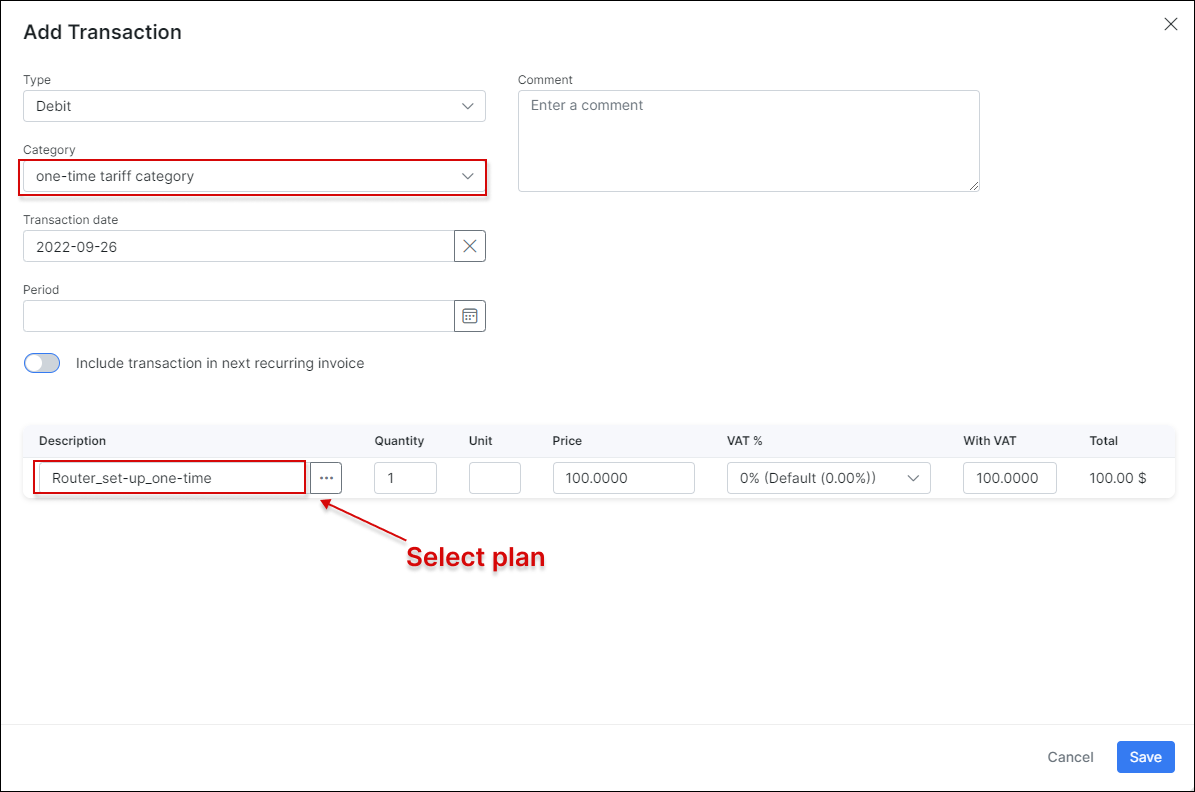 Add Transaction
Type
Debit
Category
one-time tariff category
Transaction date
2022-09-26
Period
Include transaction in next recurring invoice
Comment
Enter a comment
Description Quantity Unit Price VAT % With VAT Total
Router_set-up_one-time ... 1 100.0000 0% (Default (0.00%)) 100.0000 100.00 $
Select plan
Cancel Save